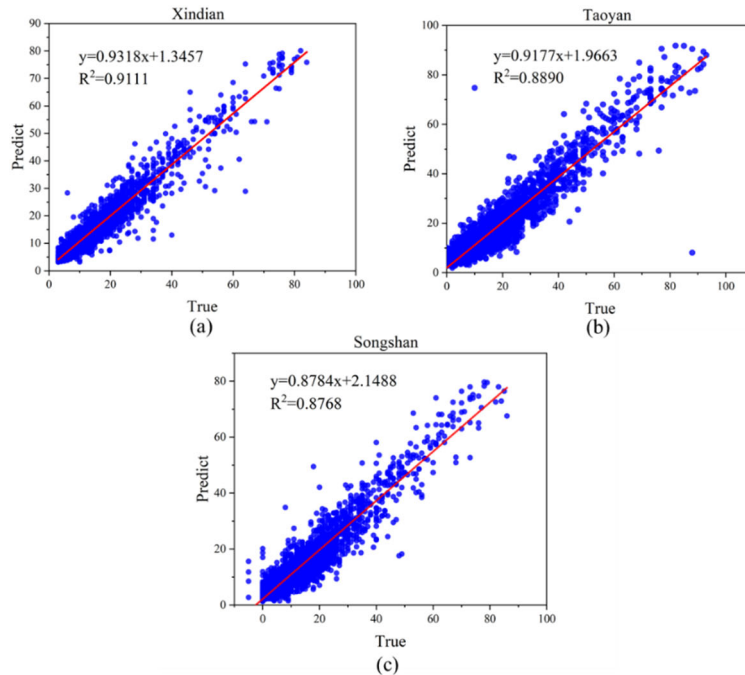 Xindian
y=0.9318x+1.3457
R²=0.9111
Predict
90
80
70
60
50
40
30
20
10
0
0 20 40 60 80 100
True
(a)
Taoyan
y=0.9177x+1.9663
R²=0.8890
Predict
100
80
60
40
20
0
0 20 40 60 80 100
True
(b)
Songshan
y=0.8784x+2.1488
R²=0.8768
Predict
80
60
40
20
0
0 20 40 60 80 100
True
(c)